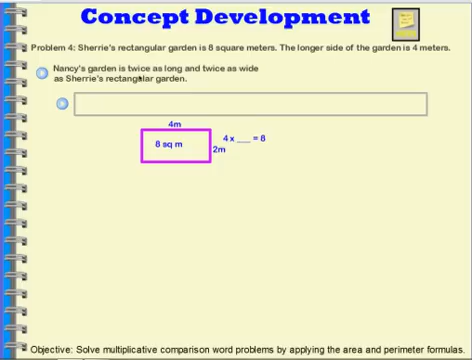 Concept Development
Problem 4: Sherrie's rectangular garden is 8 square meters. The longer side of the garden is 4 meters.
Nancy's garden is twice as long and twice as wide
as Sherrie's rectangular garden.
4m
8 sq m
4 x ___ = 8
2m
Objective: Solve multiplicative comparison word problems by applying the area and perimeter formulas.